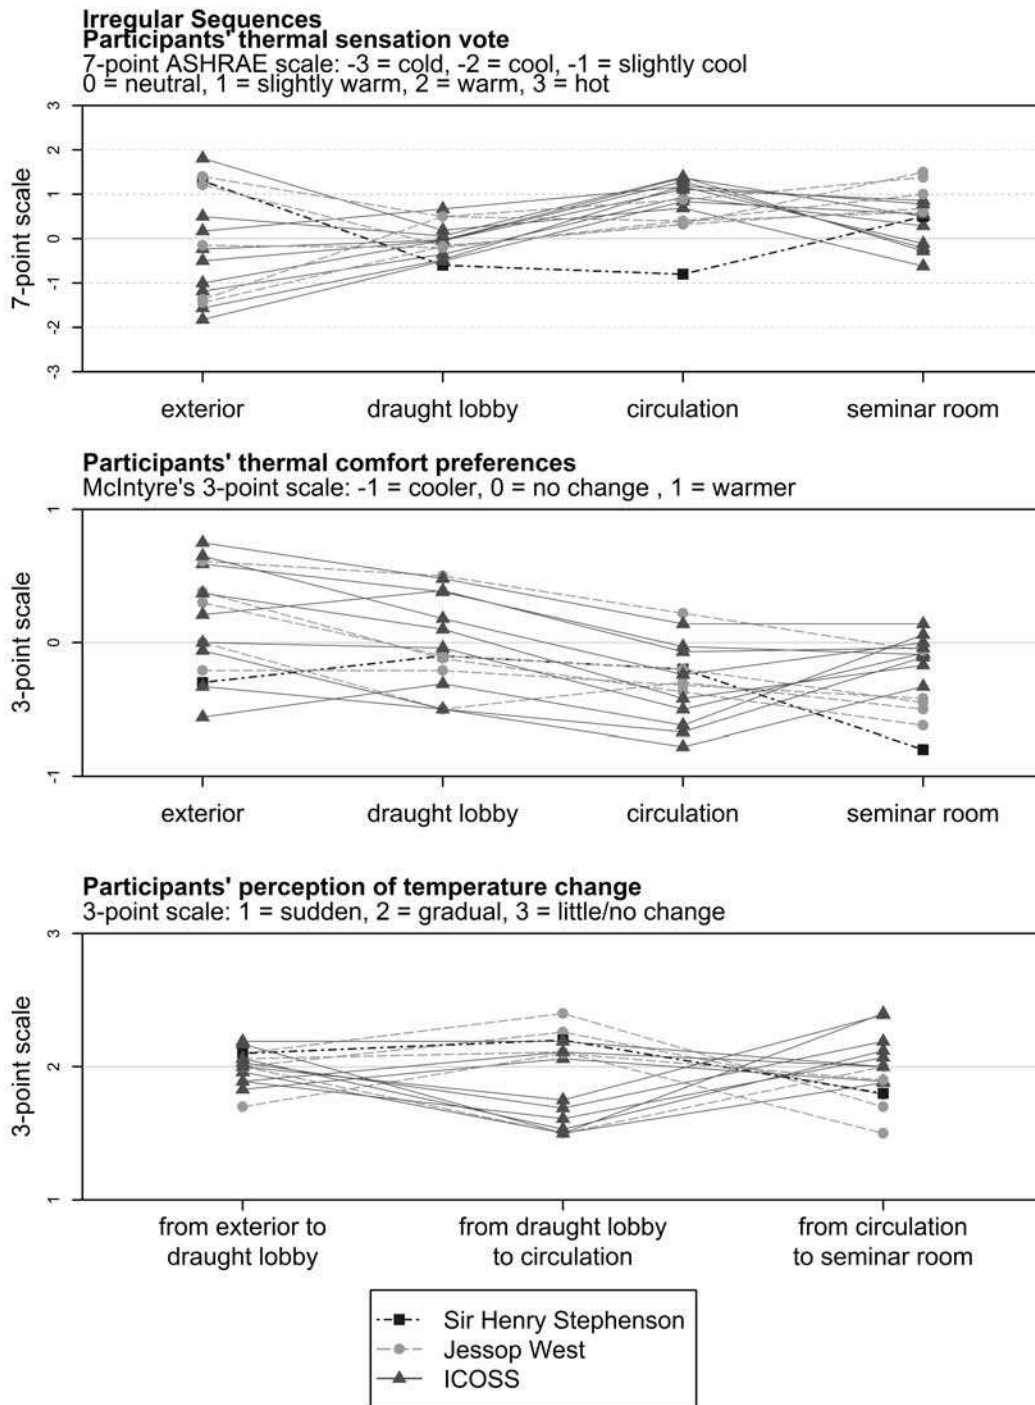 Irregular Sequences
Participants' thermal sensation vote
7-point ASHRAE scale: -3 = cold, -2 = cool, -1 = slightly cool
0 = neutral, 1 = slightly warm, 2 = warm, 3 = hot
7-point scale
3
2
1
0
-1
-2
-3
exterior draught lobby circulation seminar room
Participants' thermal comfort preferences
McIntyre's 3-point scale: -1 = cooler, 0 = no change , 1 = warmer
3-point scale
1
0
-1
exterior draught lobby circulation seminar room
Participants' perception of temperature change
3-point scale: 1 = sudden, 2 = gradual, 3 = little/no change
3-point scale
3
2
1
from exterior to from draught lobby from circulation
draught lobby to circulation to seminar room
Sir Henry Stephenson
Jessop West
ICOSS